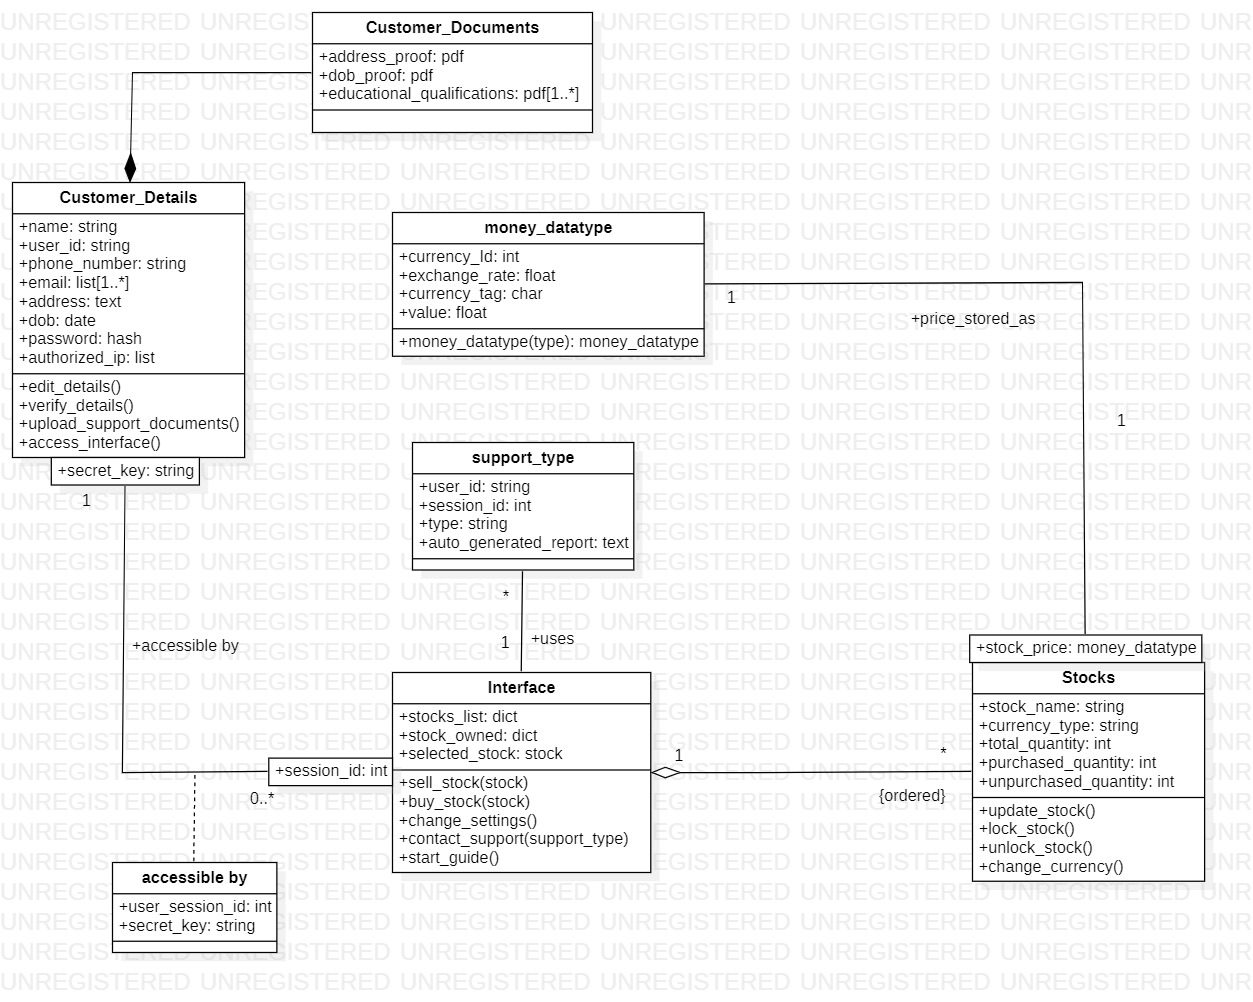 Customer_Documents
+address_proof: pdf
+dob_proof: pdf
+educational_qualifications: pdf[1..*]
Customer_Details
+name: string
+user_id: string
+phone_number: string
+email: list[1..*]
+address: text
+dob: date
+password: hash
+authorized_ip: list
+edit_details()
+verify_details()
+upload_support_documents()
+access_interface()
+secret_key: string
1
money_datatype
+currency_Id: int
+exchange_rate: float
+currency_tag: char
+value: float
+money_datatype(type): money_datatype
1
+price_stored_as
1
support_type
+user_id: string
+session_id: int
+type: string
+auto_generated_report: text
*
1
+uses
+accessible by
+stock_price: money_datatype
Stocks
+stock_name: string
+currency_type: string
+total_quantity: int
+purchased_quantity: int
+unpurchased_quantity: int
+update_stock()
+lock_stock()
+unlock_stock()
+change_currency()
Interface
+stocks_list: dict
+stock_owned: dict
+selected_stock: stock
+sell_stock(stock)
+buy_stock(stock)
+change_settings()
+contact_support(support_type)
+start_guide()
1
*
{ordered}
+session_id: int
0..*
accessible by
+user_session_id: int
+secret_key: string
UNREGISTERED